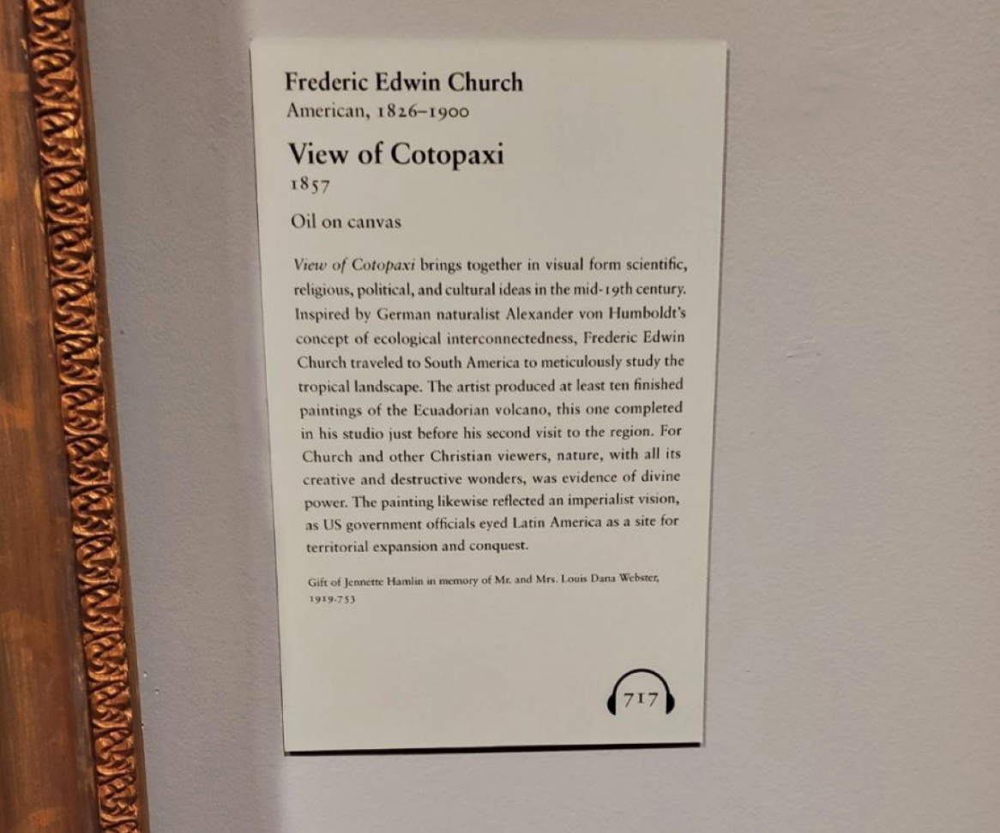 Frederic Edwin Church
American, 1826–1900
View of Cotopaxi
1857
Oil on canvas
View of Cotopaxi brings together in visual form scientific,
religious, political, and cultural ideas in the mid-19th century.
Inspired by German naturalist Alexander von Humboldt's
concept of ecological interconnectedness, Frederic Edwin
Church traveled to South America to meticulously study the
tropical landscape. The artist produced at least ten finished
paintings of the Ecuadorian volcano, this one completed
in his studio just before his second visit to the region. For
Church and other Christian viewers, nature, with all its
creative and destructive wonders, was evidence of divine
power. The painting likewise reflected an imperialist vision,
as US government officials eyed Latin America as a site for
territorial expansion and conquest.
Gift of Jennette Hamlin in memory of Mr. and Mrs. Louis Dana Webster,
1919.753
717